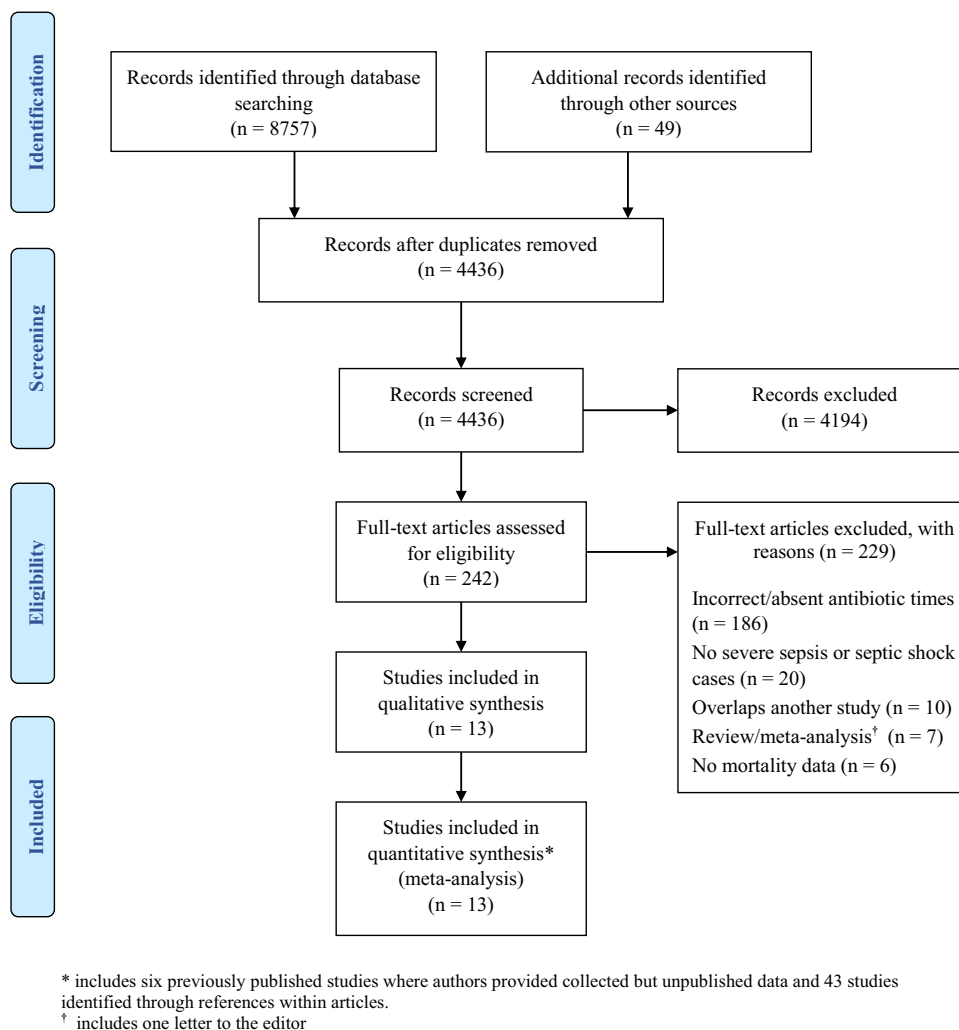 Identification
Records identified through database
searching
(n = 8757)
Additional records identified
through other sources
(n = 49)
Records after duplicates removed
(n = 4436)
Screening
Records screened
(n = 4436)
Records excluded
(n = 4194)
Eligibility
Full-text articles assessed
for eligibility
(n = 242)
Full-text articles excluded, with
reasons (n = 229)
Incorrect/absent antibiotic times
(n = 186)
No severe sepsis or septic shock
cases (n = 20)
Overlaps another study (n = 10)
Review/meta-analysis† (n = 7)
No mortality data (n = 6)
Studies included in
qualitative synthesis
(n = 13)
Included
Studies included in
quantitative synthesis*
(meta-analysis)
(n = 13)
* includes six previously published studies where authors provided collected but unpublished data and 43 studies
identified through references within articles.
† includes one letter to the editor